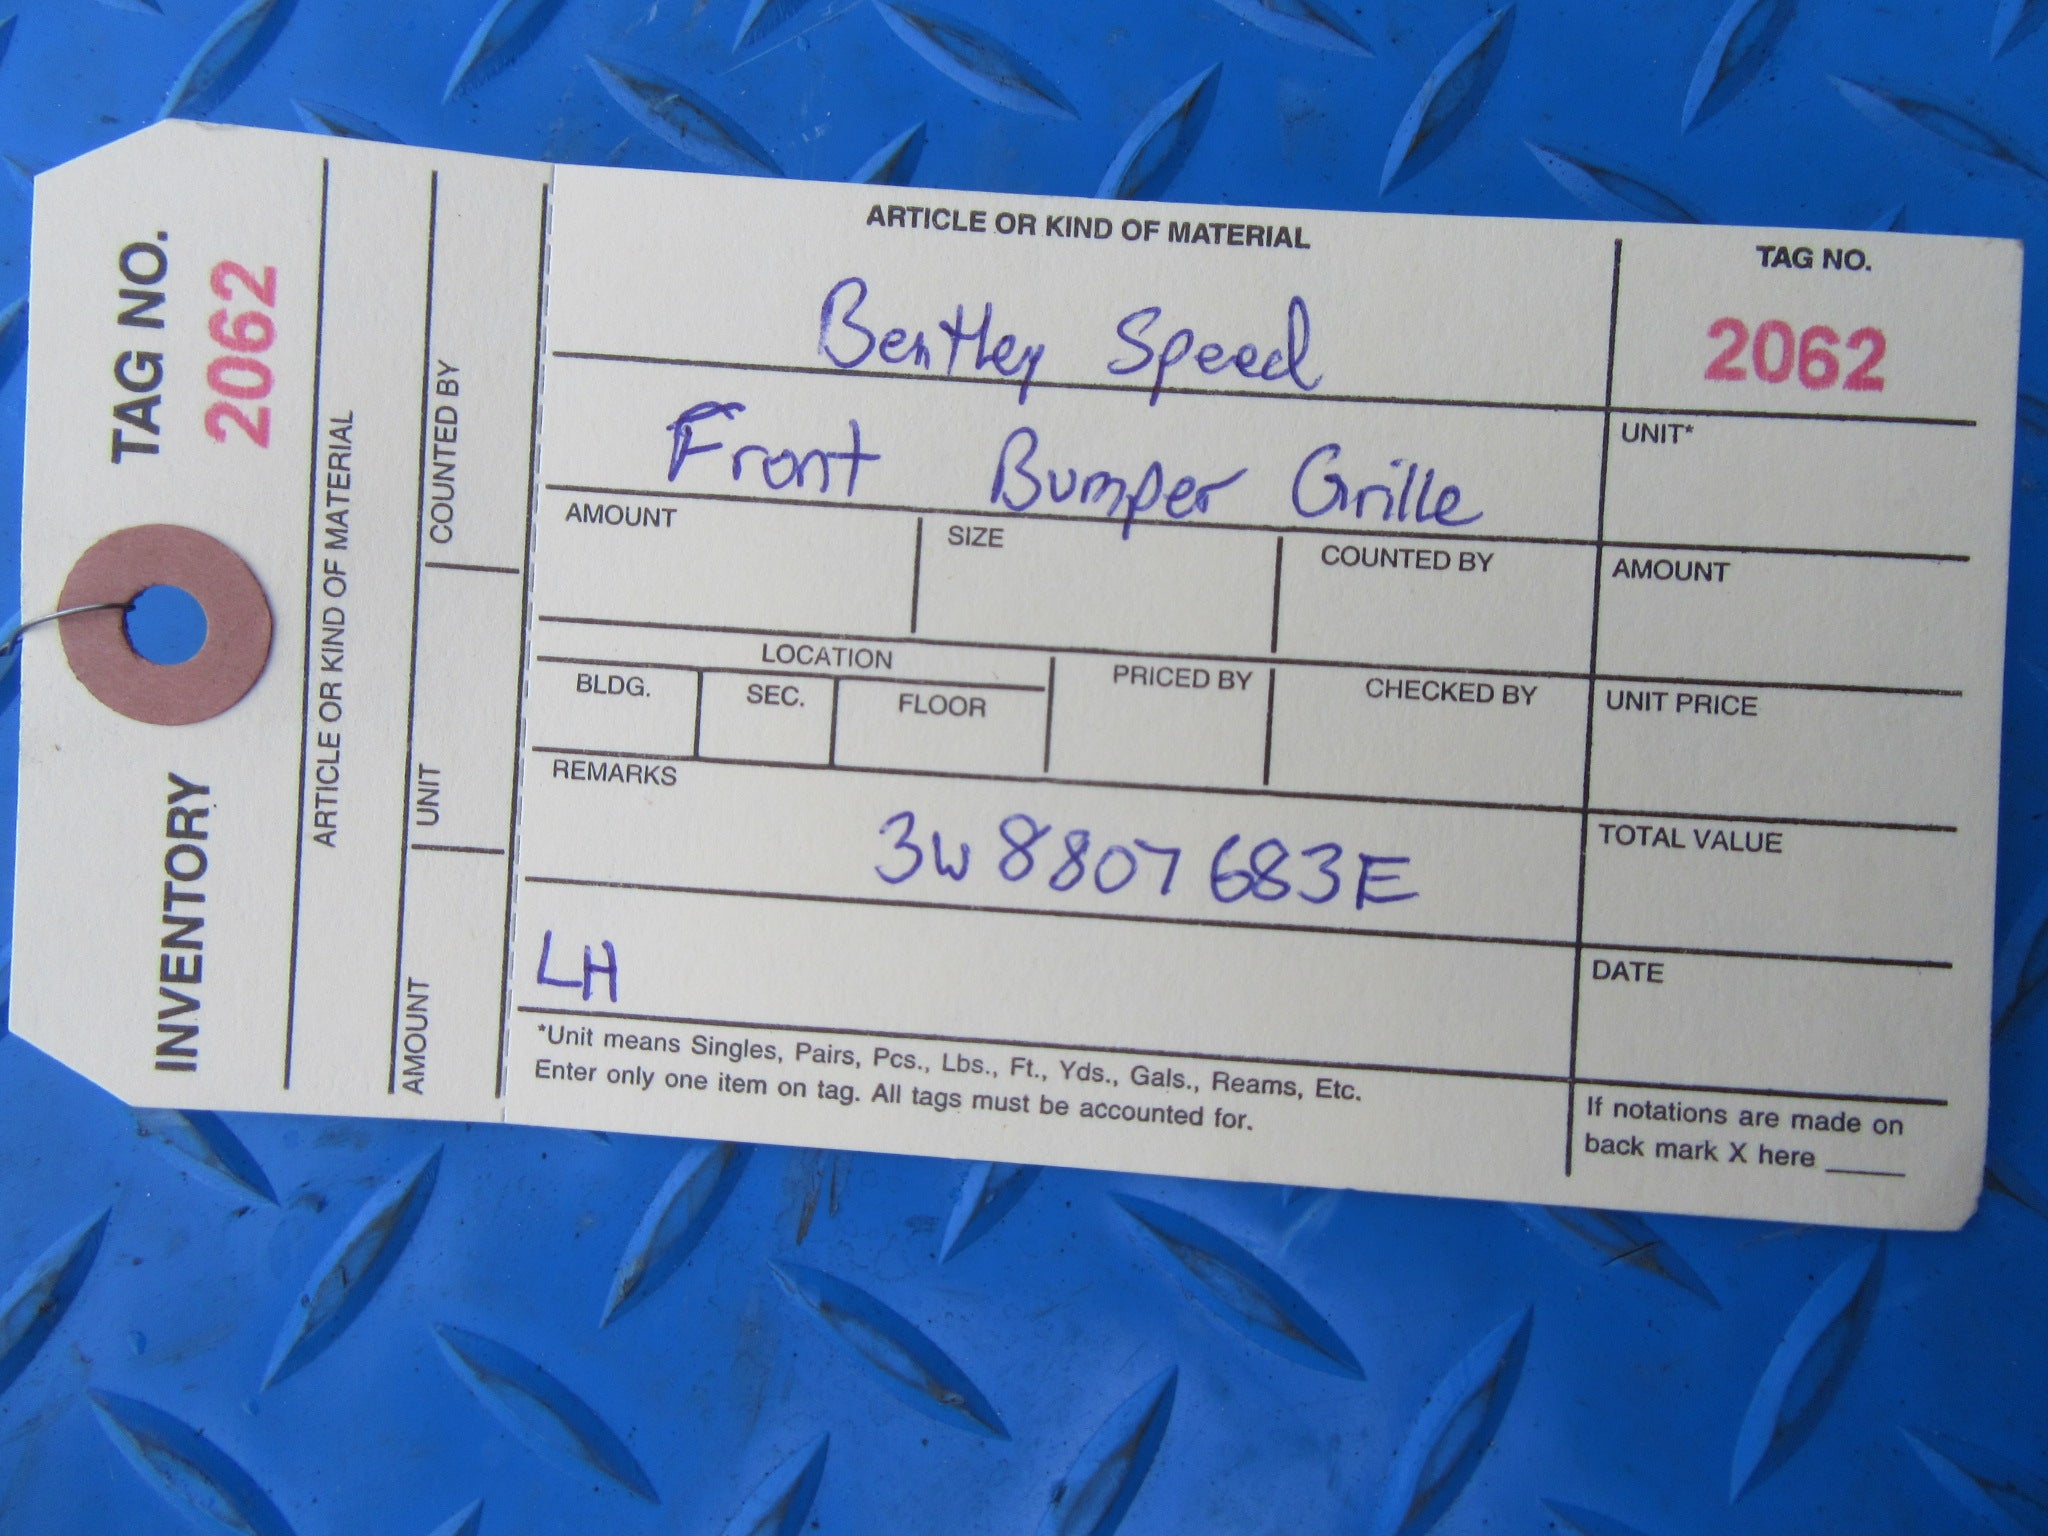 INVENTORY TAG NO.
2062
ARTICLE OR KIND OF MATERIAL
AMOUNT UNIT COUNTED BY
ARTICLE OR KIND OF MATERIAL
Bentley Speed
Front Bumper Grille
TAG NO.
2062
UNIT*
AMOUNT SIZE COUNTED BY
AMOUNT
LOCATION
BLDG. SEC. FLOOR
PRICED BY CHECKED BY
UNIT PRICE
REMARKS
3W8807683E
TOTAL VALUE
LH
DATE
*Unit means Singles, Pairs, Pcs., Lbs., Ft., Yds., Gals., Reams, Etc.
Enter only one item on tag. All tags must be accounted for.
If notations are made on
back mark X here _____